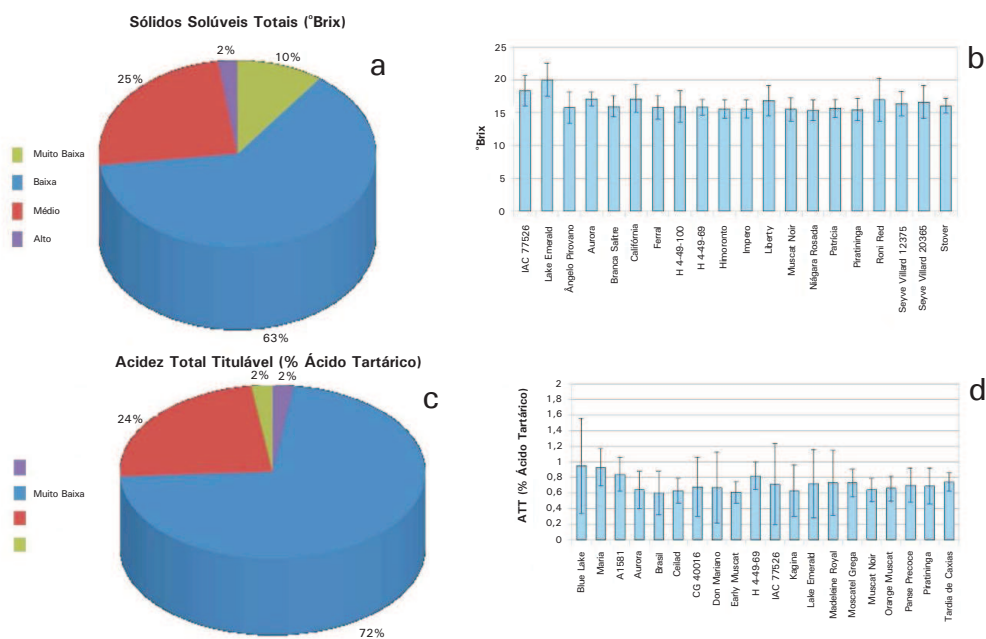 Sólidos Solúveis Totais (°Brix)
a
2%
10%
25%
63%
Muito Baixa
Baixa
Médio
Alto
b
°Brix
25
20
15
10
5
0
IAC 77526
Lake Emerald
Ângelo Pirovano
Aurora
Branca Salitre
Califórnia
Ferral
H 4-49-100
H 4-49-69
Himoronto
Impero
Liberty
Muscat Noir
Niágara Rosada
Patrícia
Piratininga
Roni Red
Seyve Villard 12375
Seyve Villard 20365
Stover
Acidez Total Titulável (% Ácido Tartárico)
c
2%
2%
24%
72%
Muito Baixa
d
ATT (% Ácido Tartárico)
2
1,8
1,6
1,4
1,2
1
0,8
0,6
0,4
0,2
0
Blue Lake
Maria
A1581
Aurora
Brasil
Ceilad
CG 40016
Don Mariano
Early Muscat
H 4-49-69
IAC 77526
Kagina
Lake Emerald
Madeleine Royal
Moscatel Grega
Muscat Noir
Orange Muscat
Panse Precoce
Piratininga
Tardia de Caxias